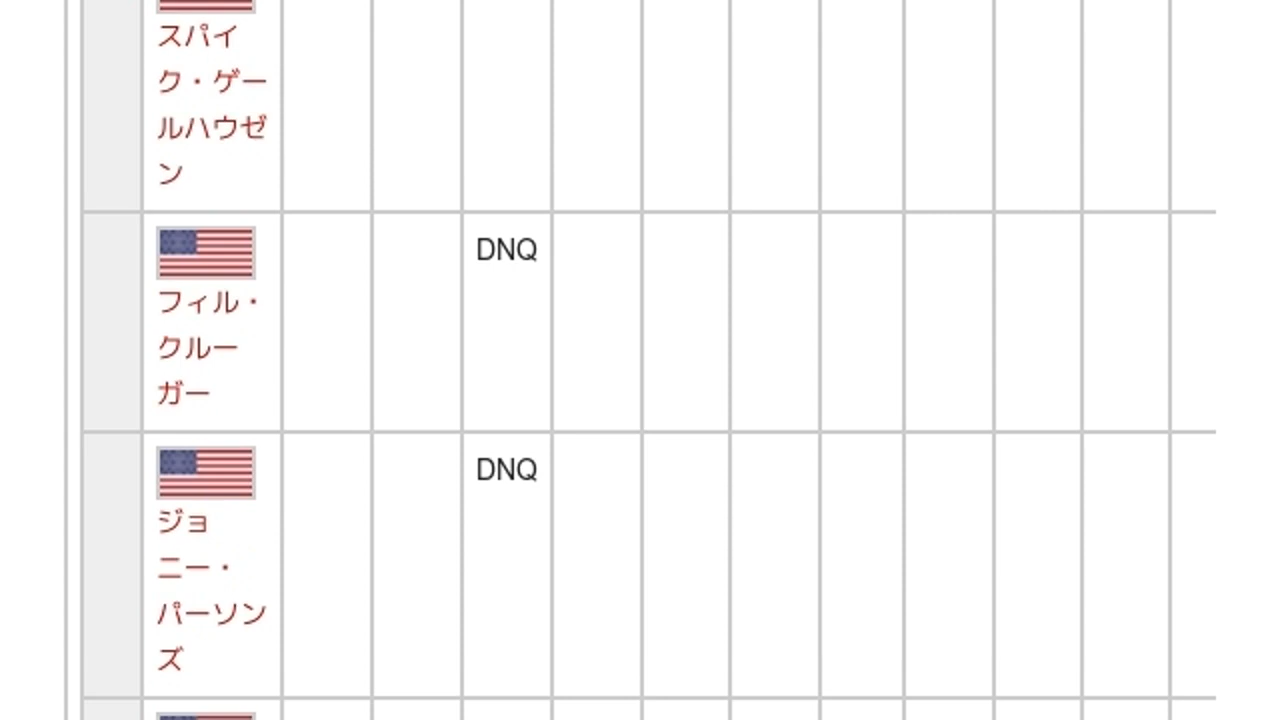 スパイ
ク・ゲー
ルハウゼ
ン
DNQ
フィル・
クルー
ガー
DNQ
ジョ
ニー・
パーソン
ズ